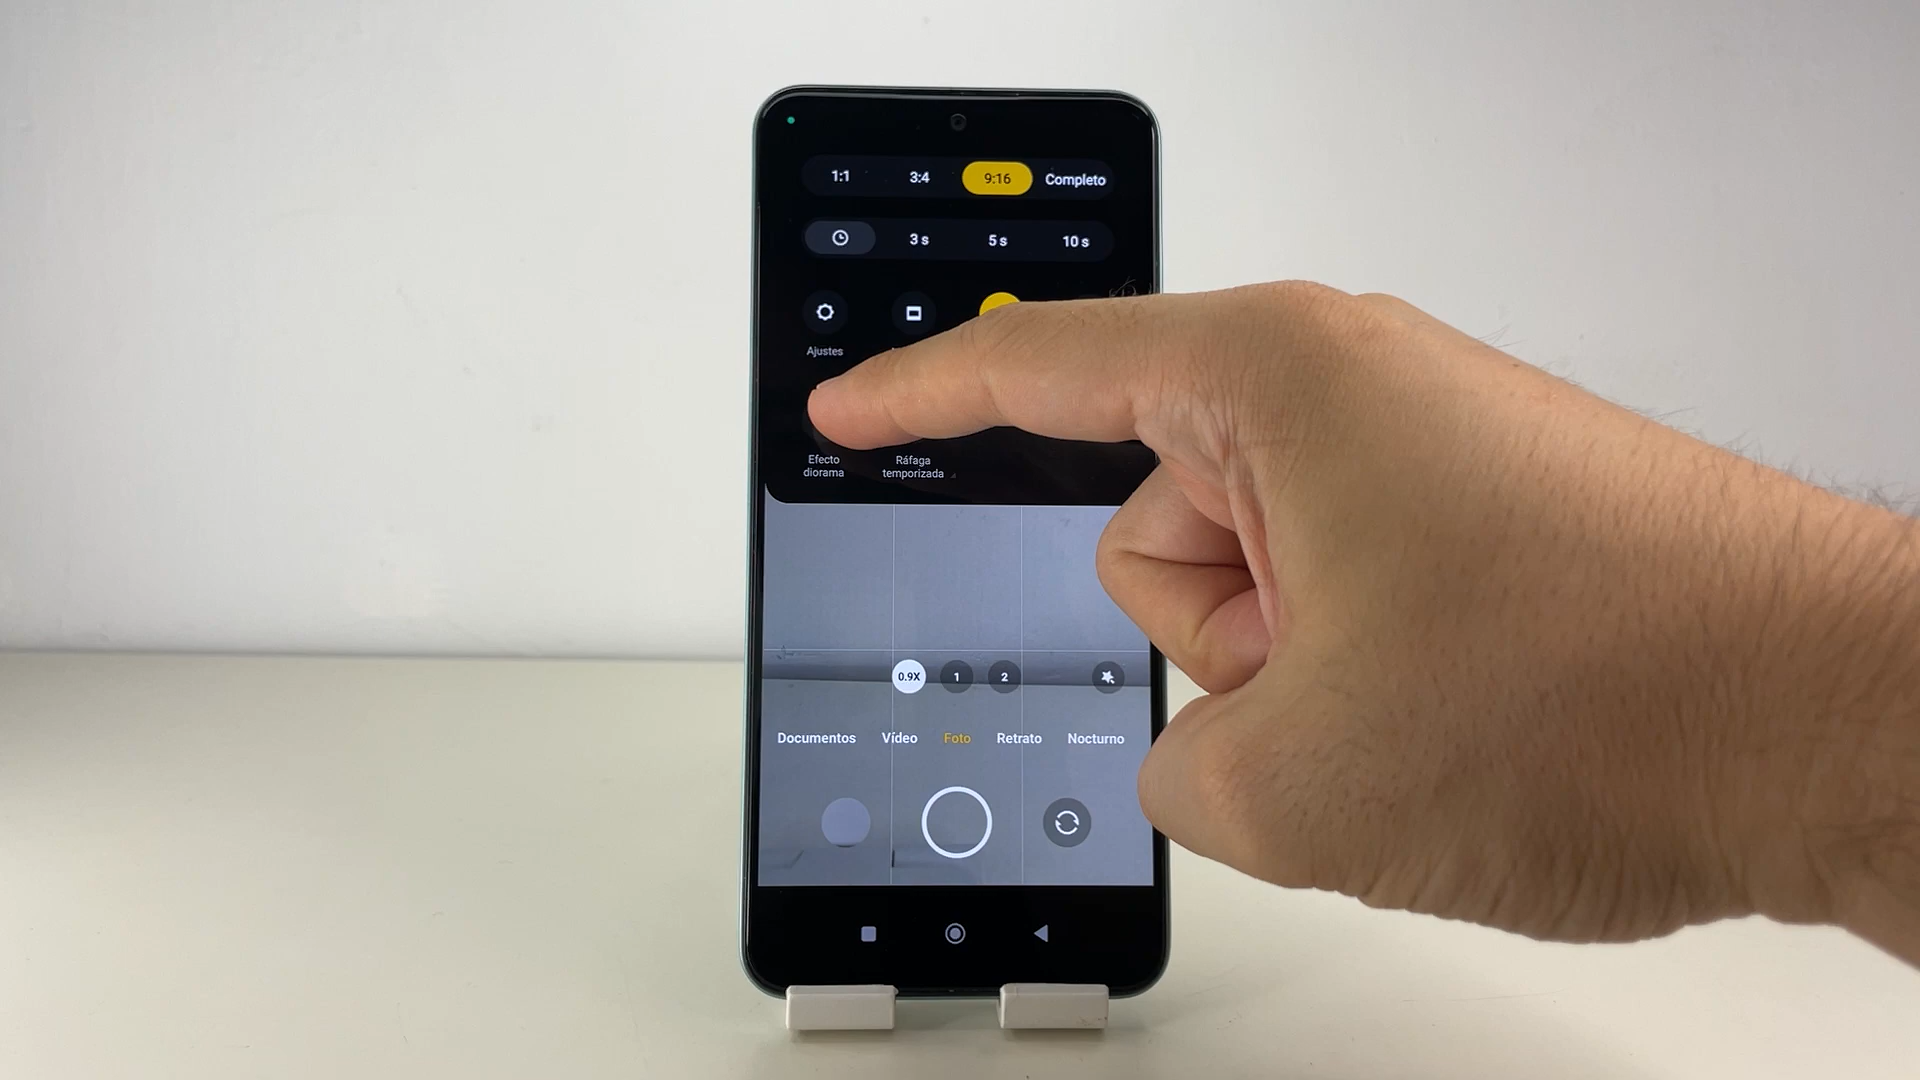 1:1 3:4 9:16 Completo
3 s 5 s 10 s
Ajustes
Efecto
diorama
Ráfaga
temporizada
0.9X 1 2
Documentos Vídeo Foto Retrato Nocturno